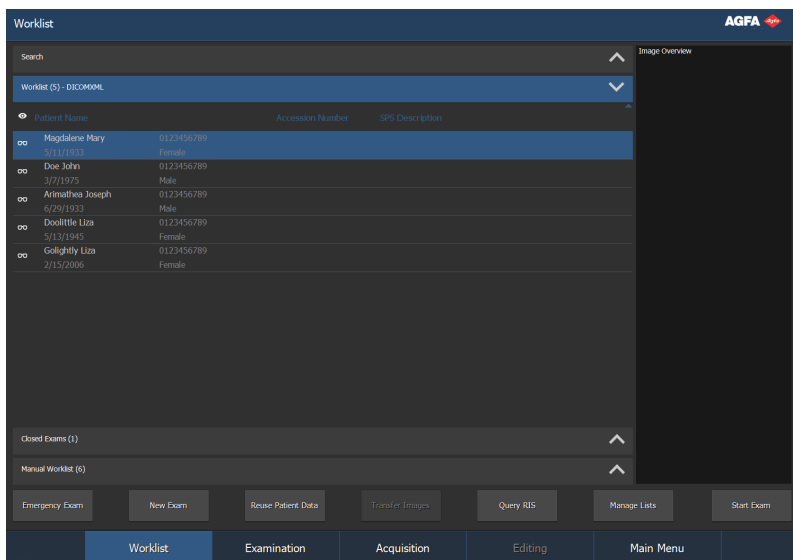 Worklist
AGFA
Agfa
Search
Image Overview
Worklist (5) - DICOMXML
Patient Name Accession Number SPS Description
Magdalene Mary 0123456789
5/11/1933 Female
Doe John 0123456789
3/7/1975 Male
Arimathea Joseph 0123456789
6/29/1933 Male
Doolittle Liza 0123456789
5/13/1945 Female
Golightly Liza 0123456789
2/15/2006 Female
Closed Exams (1)
Manual Worklist (6)
Emergency Exam New Exam Reuse Patient Data Transfer Images Query RIS Manage Lists Start Exam
Worklist Examination Acquisition Editing Main Menu